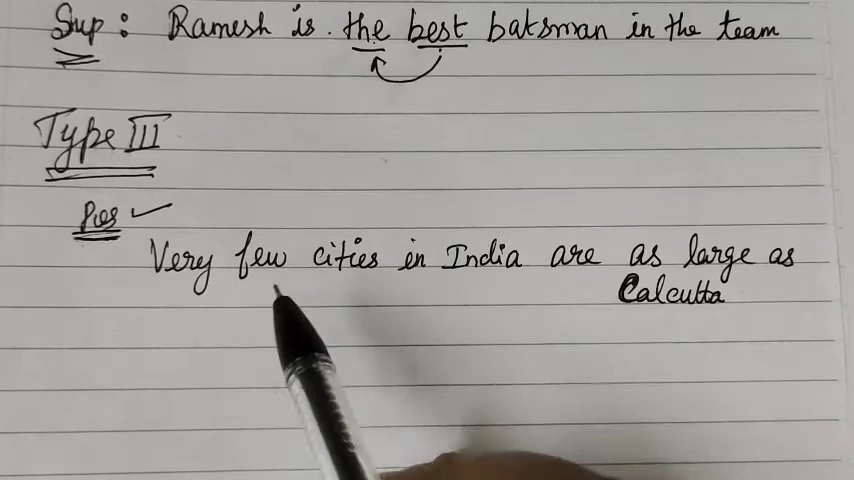 Sup : Ramesh is the best batsman in the team
Type III
Pos ✓
Very few cities in India are as large as
Calcutta